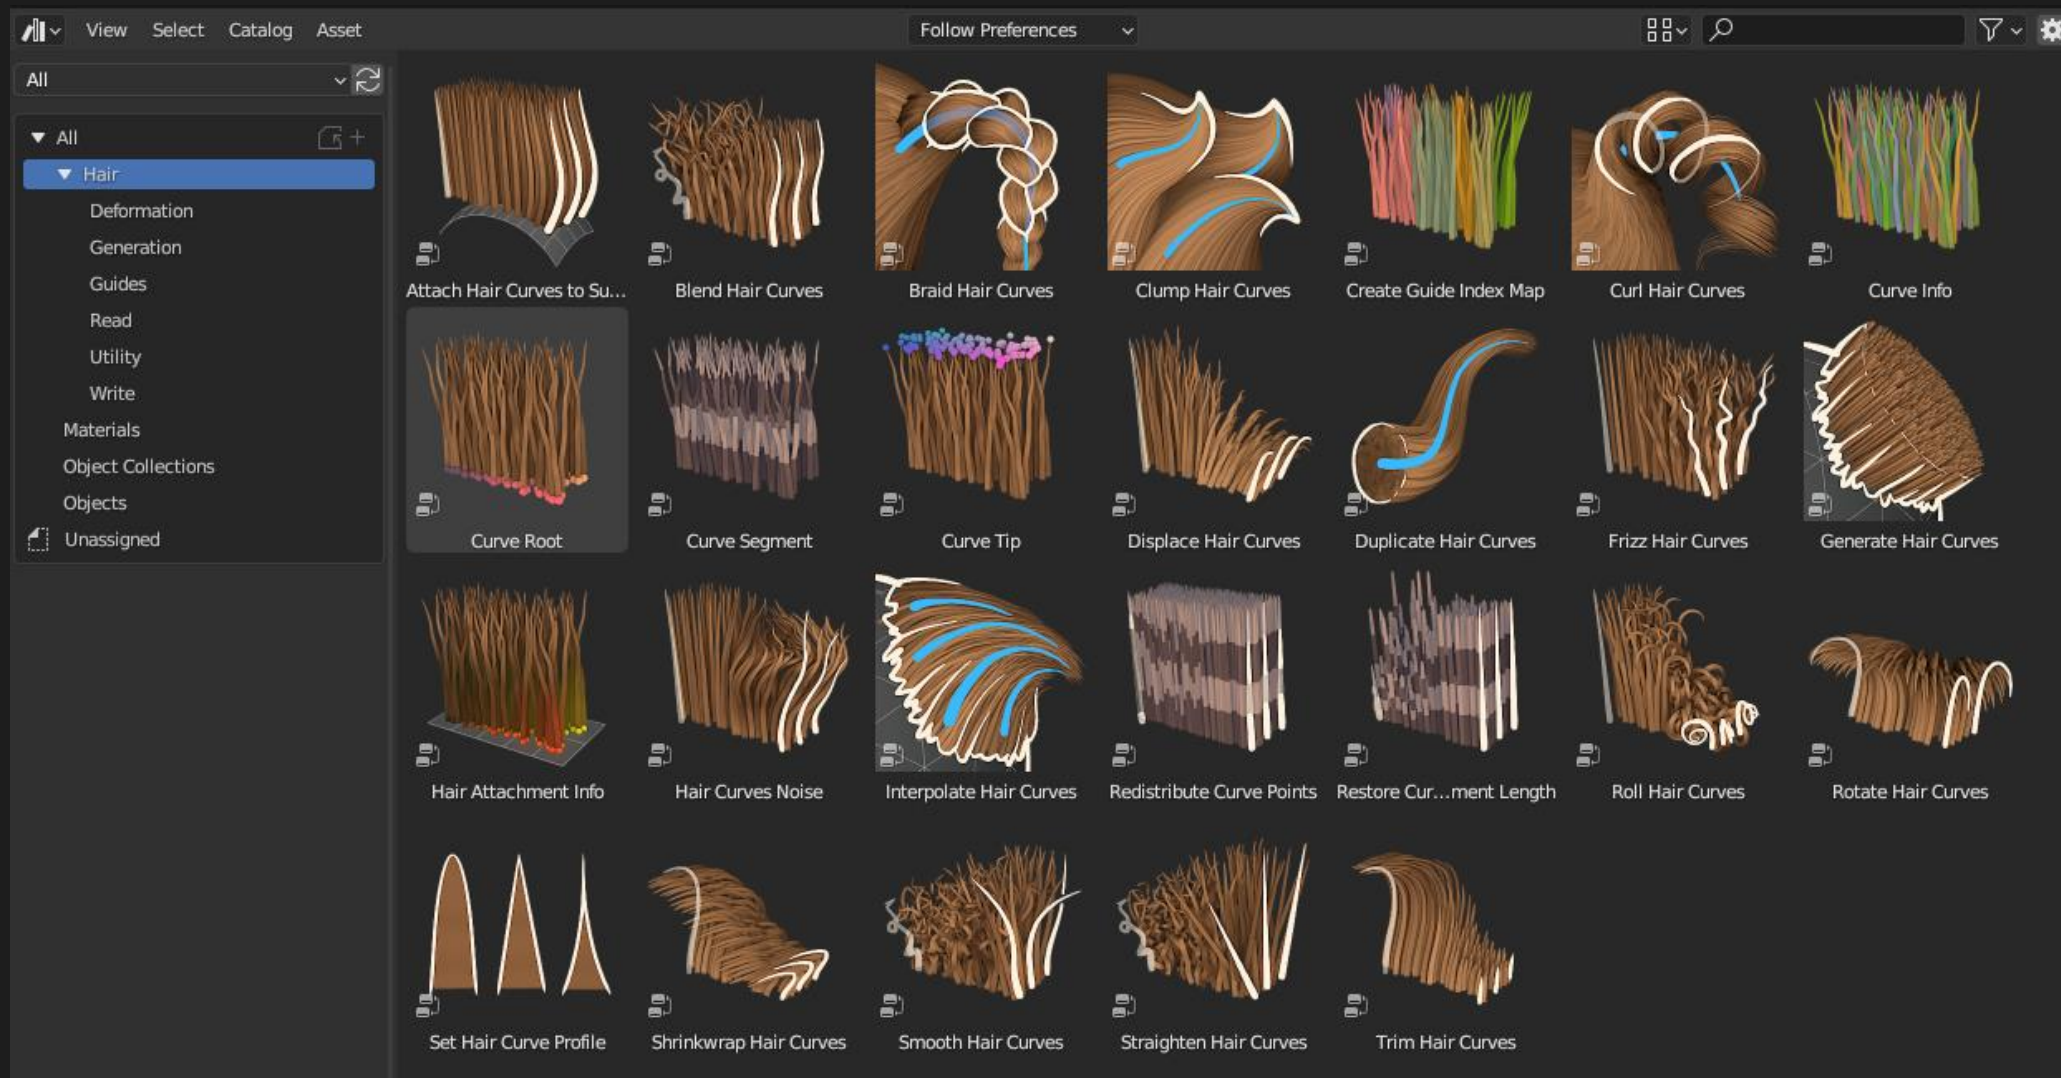 View Select Catalog Asset
Follow Preferences
All
All
Hair
Deformation
Generation
Guides
Read
Utility
Write
Materials
Object Collections
Objects
Unassigned
Attach Hair Curves to Su...
Blend Hair Curves
Braid Hair Curves
Clump Hair Curves
Create Guide Index Map
Curl Hair Curves
Curve Info
Curve Root
Curve Segment
Curve Tip
Displace Hair Curves
Duplicate Hair Curves
Frizz Hair Curves
Generate Hair Curves
Hair Attachment Info
Hair Curves Noise
Interpolate Hair Curves
Redistribute Curve Points
Restore Cur...ment Length
Roll Hair Curves
Rotate Hair Curves
Set Hair Curve Profile
Shrinkwrap Hair Curves
Smooth Hair Curves
Straighten Hair Curves
Trim Hair Curves